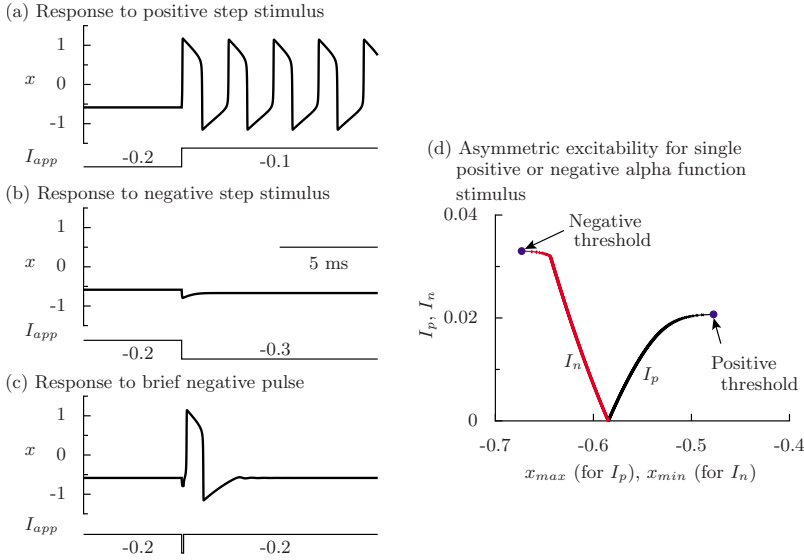 (a) Response to positive step stimulus
1
x
0
-1
I_app
-0.2
-0.1
(b) Response to negative step stimulus
1
x
0
5 ms
-1
I_app
-0.2
-0.3
(c) Response to brief negative pulse
1
x
0
-1
I_app
-0.2
-0.2
(d) Asymmetric excitability for single
positive or negative alpha function
stimulus
0.04
Negative
threshold
I_p, I_n
0.02
I_n
I_p
Positive
threshold
0
-0.7
-0.6
-0.5
-0.4
x_max (for I_p), x_min (for I_n)